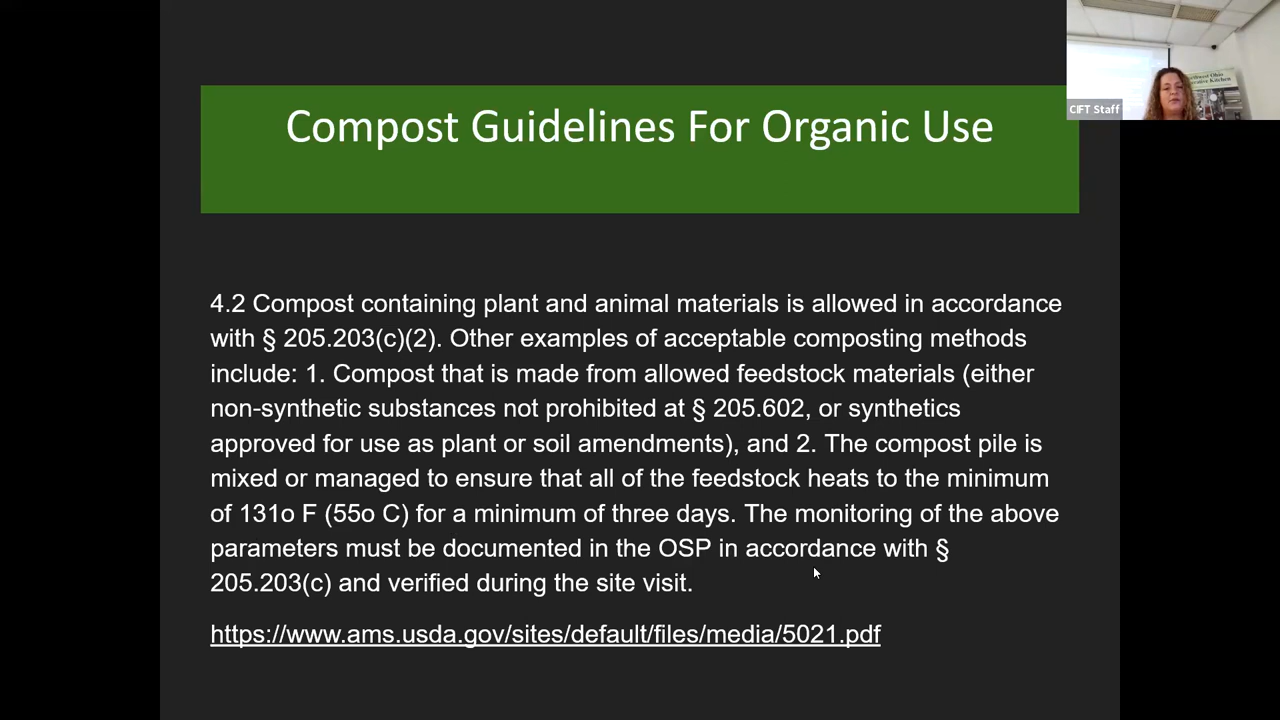 Compost Guidelines For Organic Use
4.2 Compost containing plant and animal materials is allowed in accordance
with § 205.203(c)(2). Other examples of acceptable composting methods
include: 1. Compost that is made from allowed feedstock materials (either
non-synthetic substances not prohibited at § 205.602, or synthetics
approved for use as plant or soil amendments), and 2. The compost pile is
mixed or managed to ensure that all of the feedstock heats to the minimum
of 131o F (55o C) for a minimum of three days. The monitoring of the above
parameters must be documented in the OSP in accordance with §
205.203(c) and verified during the site visit.
https://www.ams.usda.gov/sites/default/files/media/5021.pdf
CIFT Staff
Ohio
Kitchen